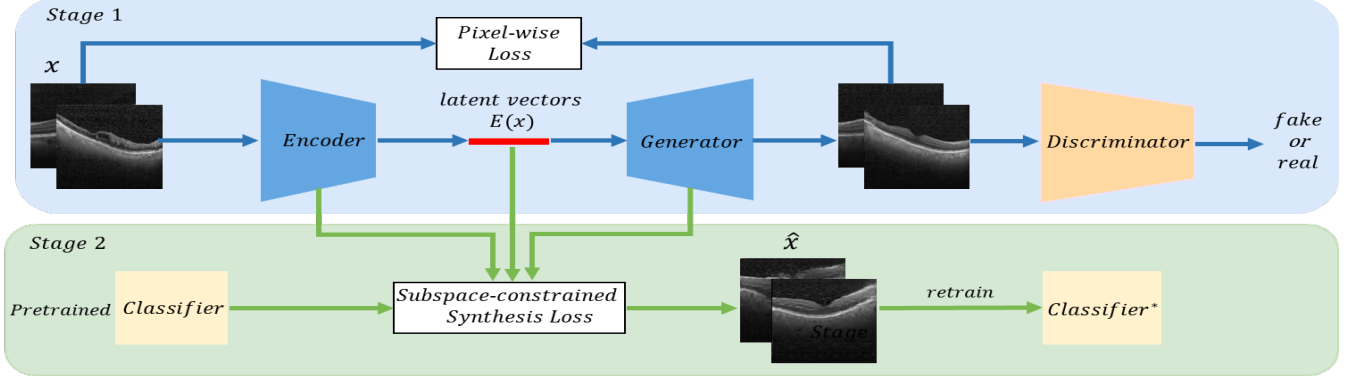 Stage 1
Pixel-wise
Loss
x
latent vectors
E(x)
Encoder
Generator
Discriminator
fake
or
real
Stage 2
x̂
Pretrained
Classifier
Subspace-constrained
Synthesis Loss
Stage
retrain
Classifier*